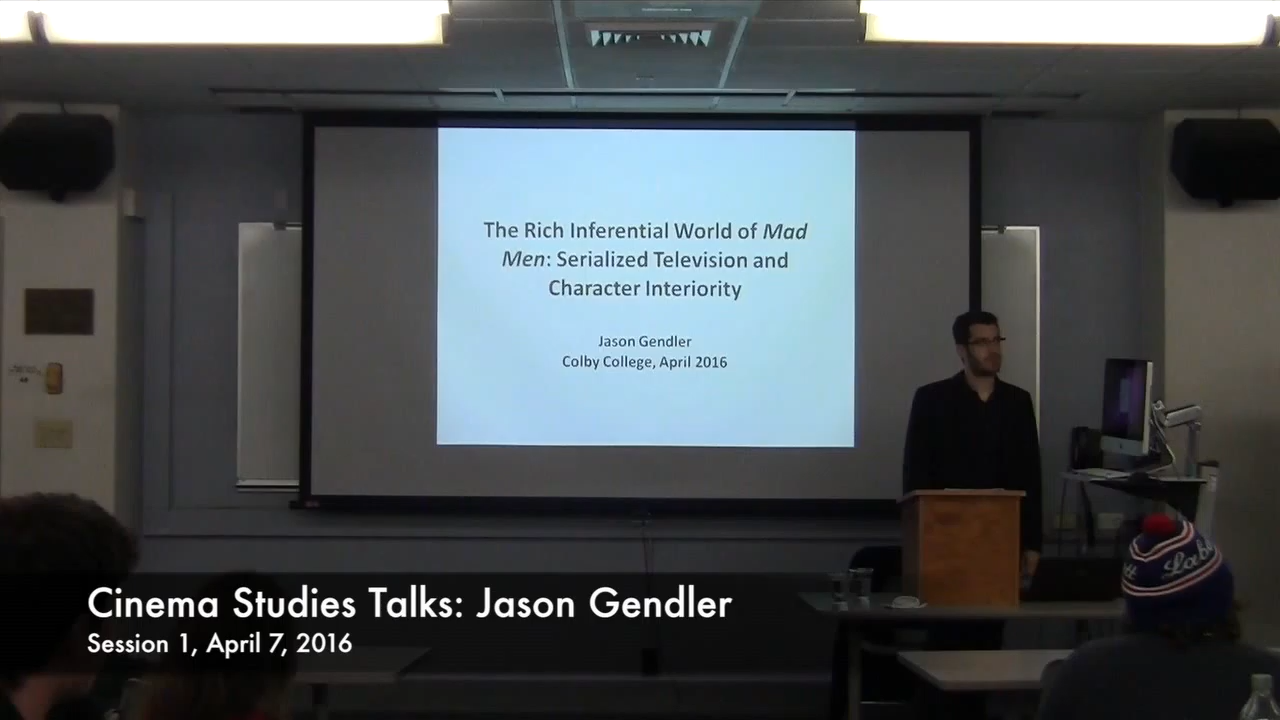 The Rich Inferential World of Mad
Men: Serialized Television and
Character Interiority
Jason Gendler
Colby College, April 2016
Cinema Studies Talks: Jason Gendler
Session 1, April 7, 2016